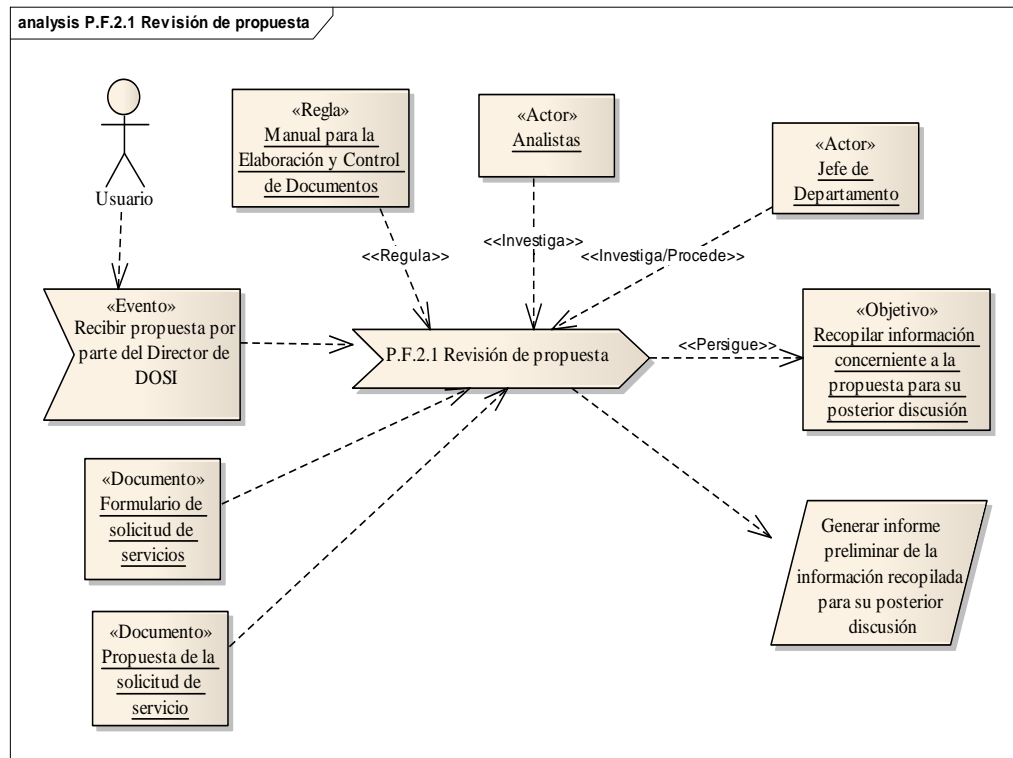 analysis P.F.2.1 Revisión de propuesta
Usuario
«Regla»
Manual para la
Elaboración y Control
de Documentos
«Actor»
Analistas
«Actor»
Jefe de
Departamento
<<Regula>>
<<Investiga>>
<<Investiga/Procede>>
«Evento»
Recibir propuesta por
parte del Director de
DOSI
P.F.2.1 Revisión de propuesta
<<Persigue>>
«Objetivo»
Recopilar información
concerniente a la
propuesta para su
posterior discusión
«Documento»
Formulario de
solicitud de
servicios
«Documento»
Propuesta de la
solicitud de
servicio
Generar informe
preliminar de la
información recopilada
para su posterior
discusión